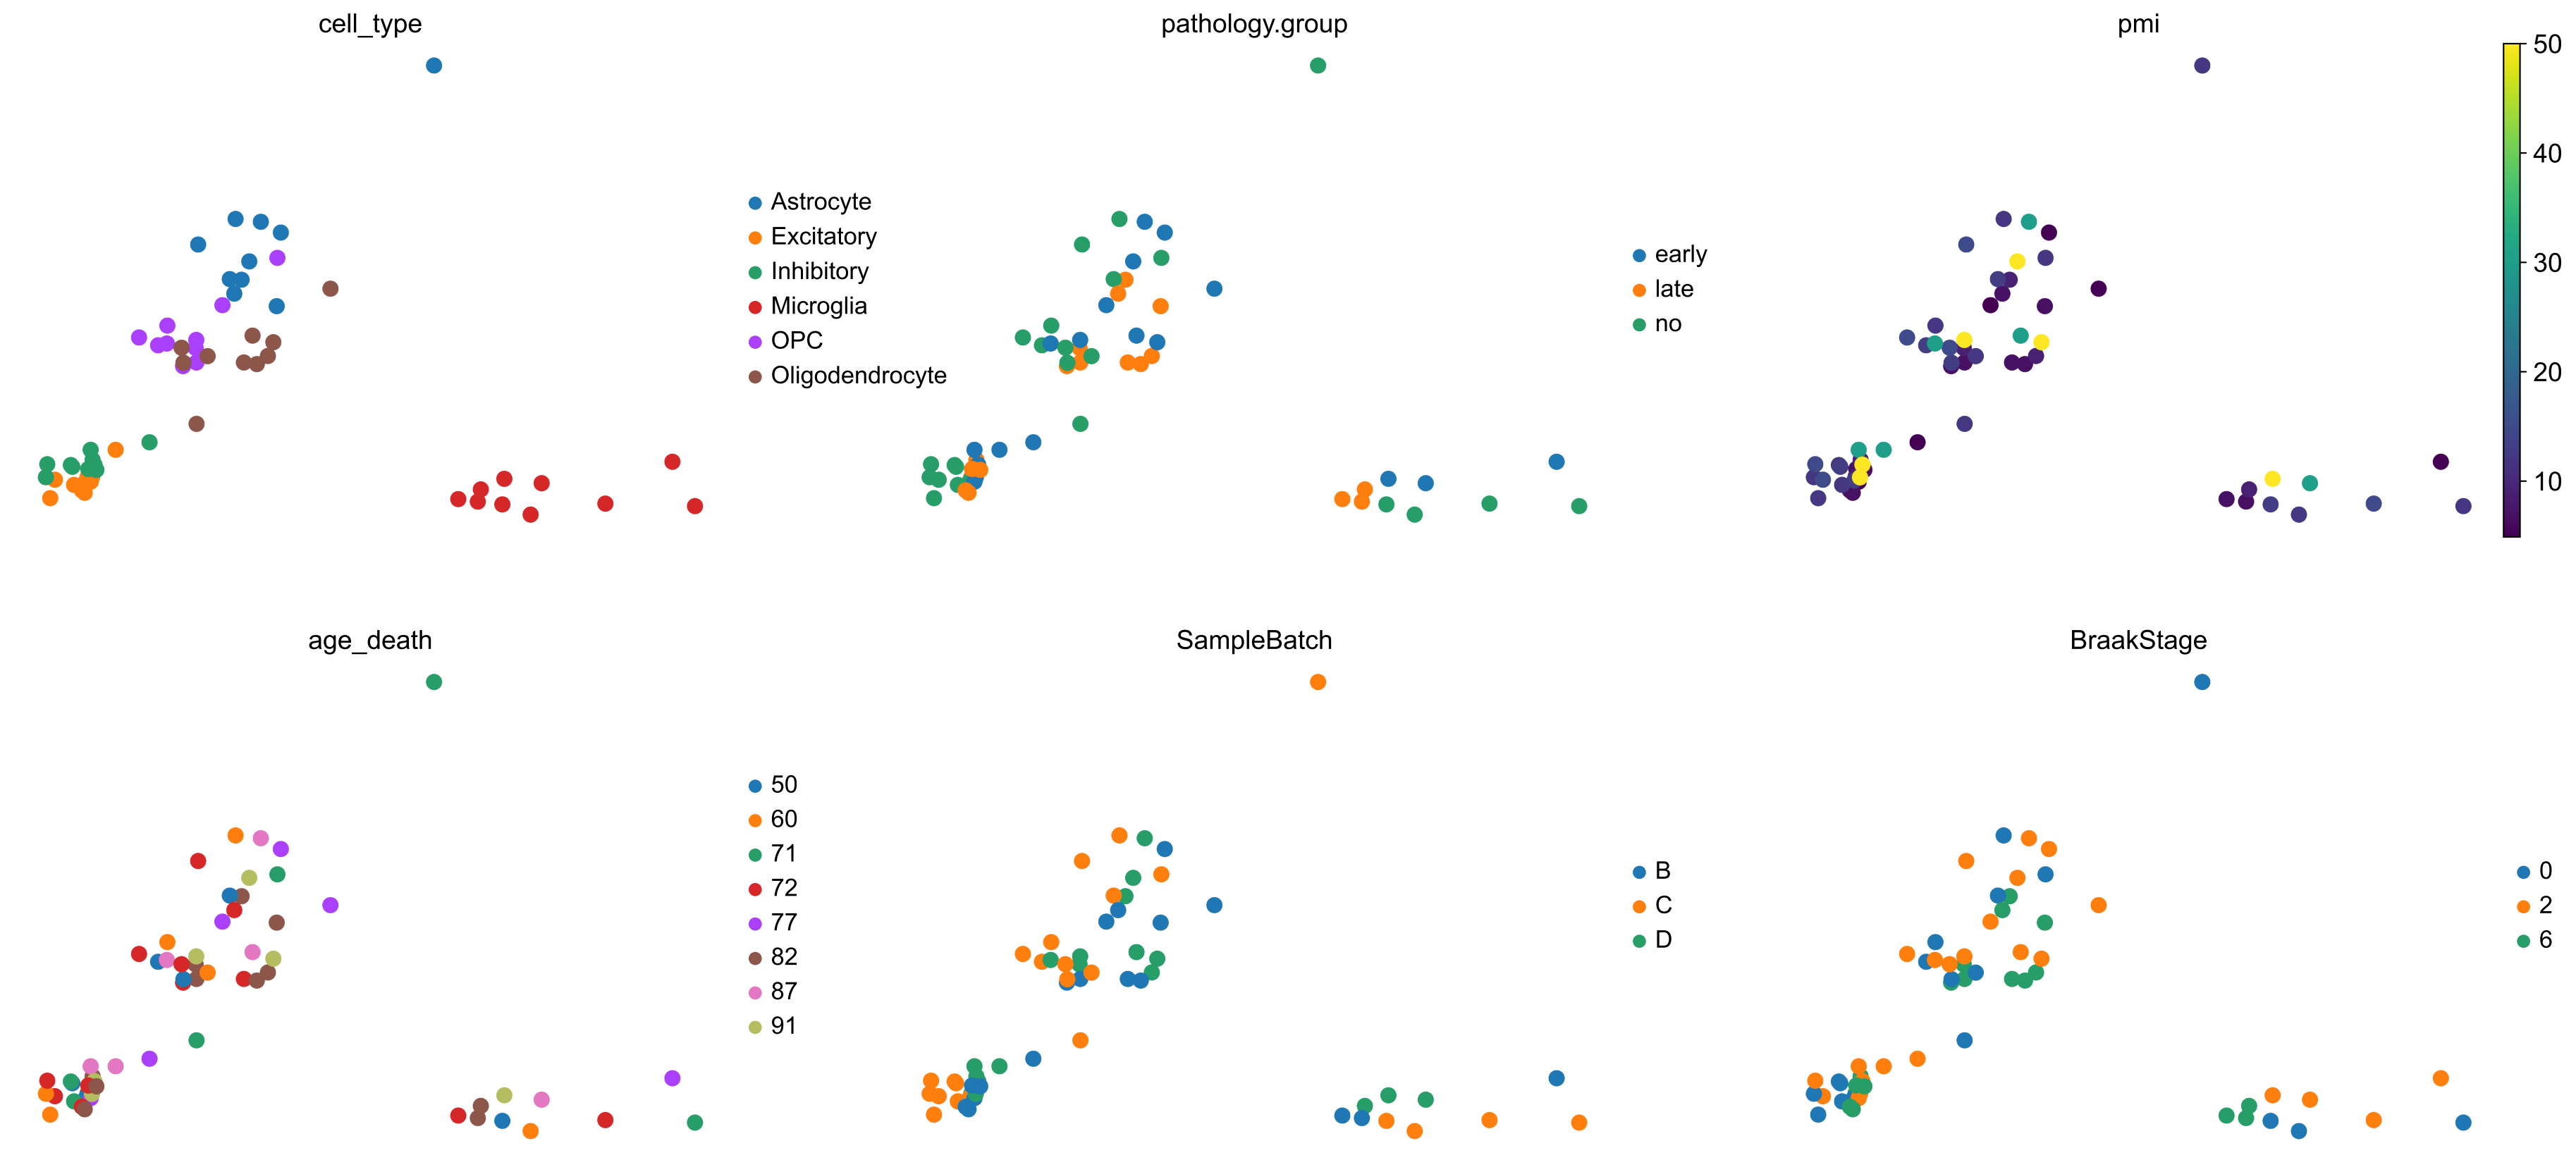 cell_type
Astrocyte
Excitatory
Inhibitory
Microglia
OPC
Oligodendrocyte
pathology.group
early
late
no
pmi
50
40
30
20
10
age_death
50
60
71
72
77
82
87
91
SampleBatch
B
C
D
BraakStage
0
2
6